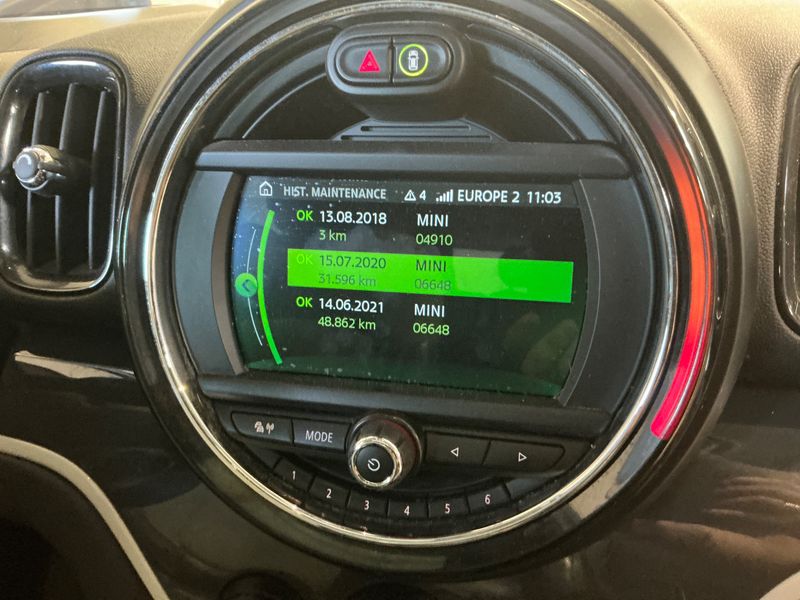 HIST. MAINTENANCE 4 EUROPE 2 11:03
OK 13.08.2018 MINI
3 km 04910
OK 15.07.2020 MINI
31.596 km 06648
OK 14.06.2021 MINI
48.862 km 06648
MODE
1 2 3 4 5 6